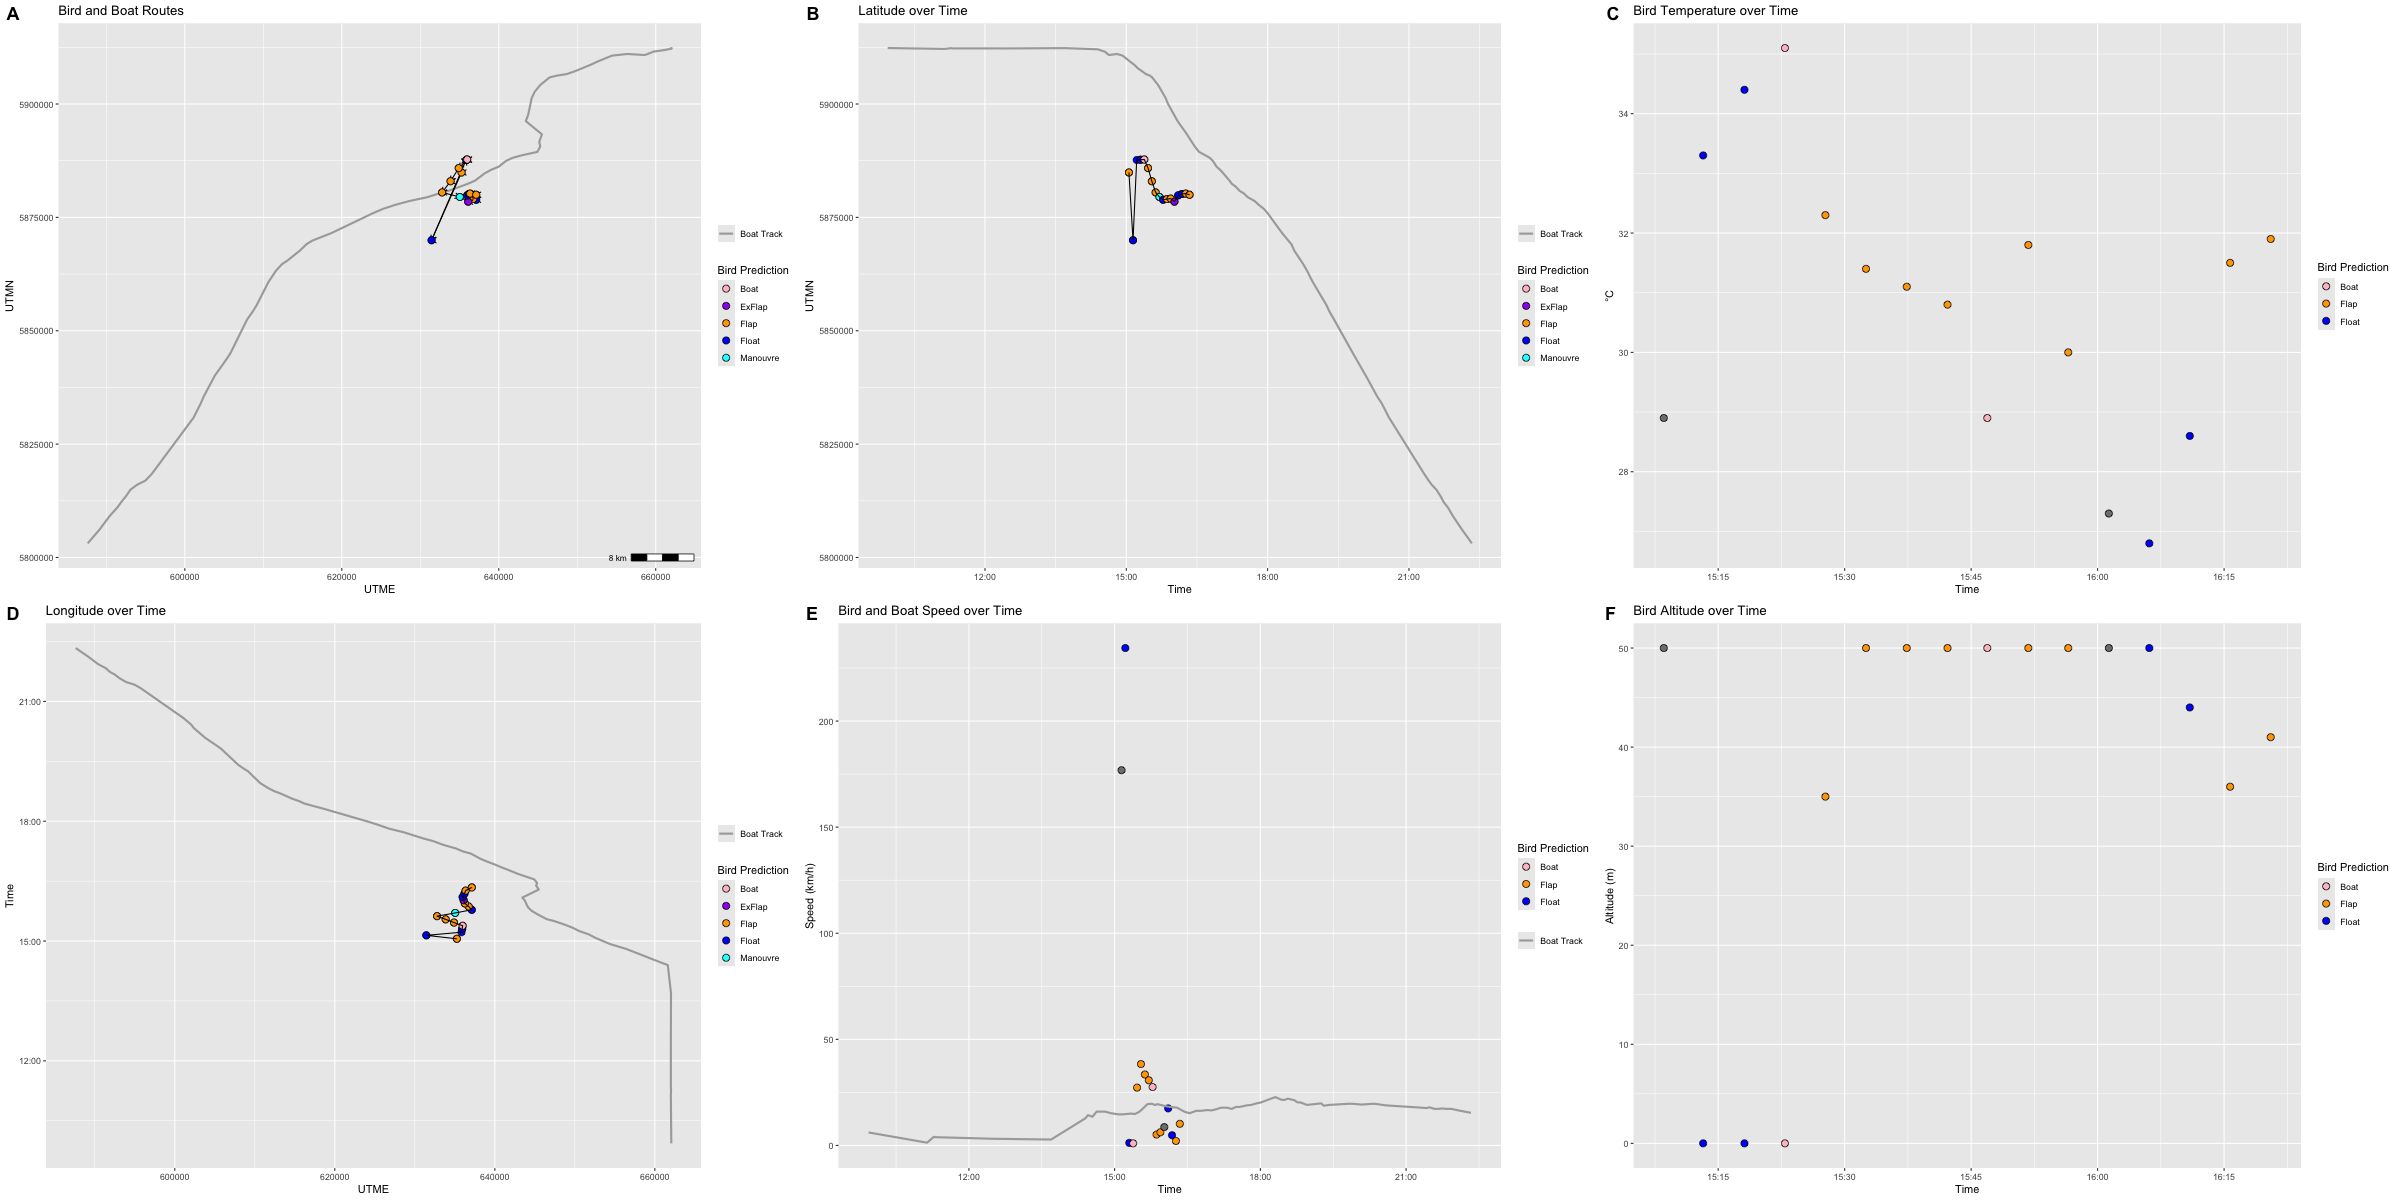 A
Bird and Boat Routes
UTMN
5900000
5875000
5850000
5825000
5800000
600000
620000
640000
660000
UTME
8 km
Boat Track
Bird Prediction
Boat
ExFlap
Flap
Float
Manouvre
B
Latitude over Time
UTMN
5900000
5875000
5850000
5825000
5800000
12:00
15:00
18:00
21:00
Time
Boat Track
Bird Prediction
Boat
ExFlap
Flap
Float
Manouvre
C
Bird Temperature over Time
°C
34
32
30
28
15:15
15:30
15:45
16:00
16:15
Time
Bird Prediction
Boat
Flap
Float
D
Longitude over Time
Time
21:00
18:00
15:00
12:00
600000
620000
640000
660000
UTME
Boat Track
Bird Prediction
Boat
ExFlap
Flap
Float
Manouvre
E
Bird and Boat Speed over Time
Speed (km/h)
200
150
100
50
0
12:00
15:00
18:00
21:00
Time
Bird Prediction
Boat
Flap
Float
Boat Track
F
Bird Altitude over Time
Altitude (m)
50
40
30
20
10
0
15:15
15:30
15:45
16:00
16:15
Time
Bird Prediction
Boat
Flap
Float